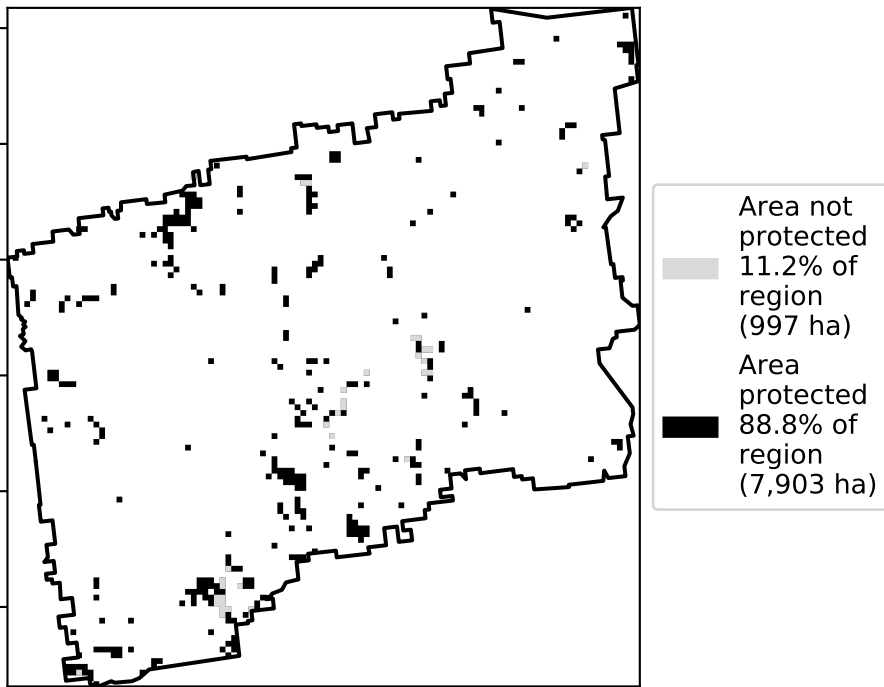 Area not
protected
11.2% of
region
(997 ha)
Area
protected
88.8% of
region
(7,903 ha)